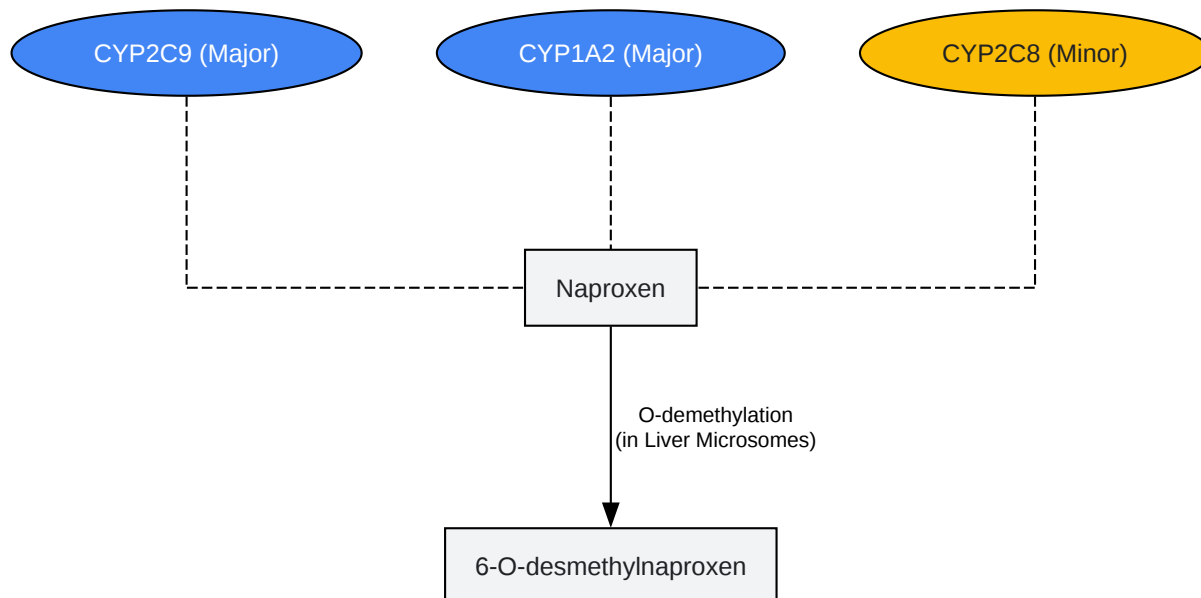 CYP2C9 (Major)
CYP1A2 (Major)
CYP2C8 (Minor)
Naproxen
O-demethylation
(in Liver Microsomes)
6-O-desmethylnaproxen